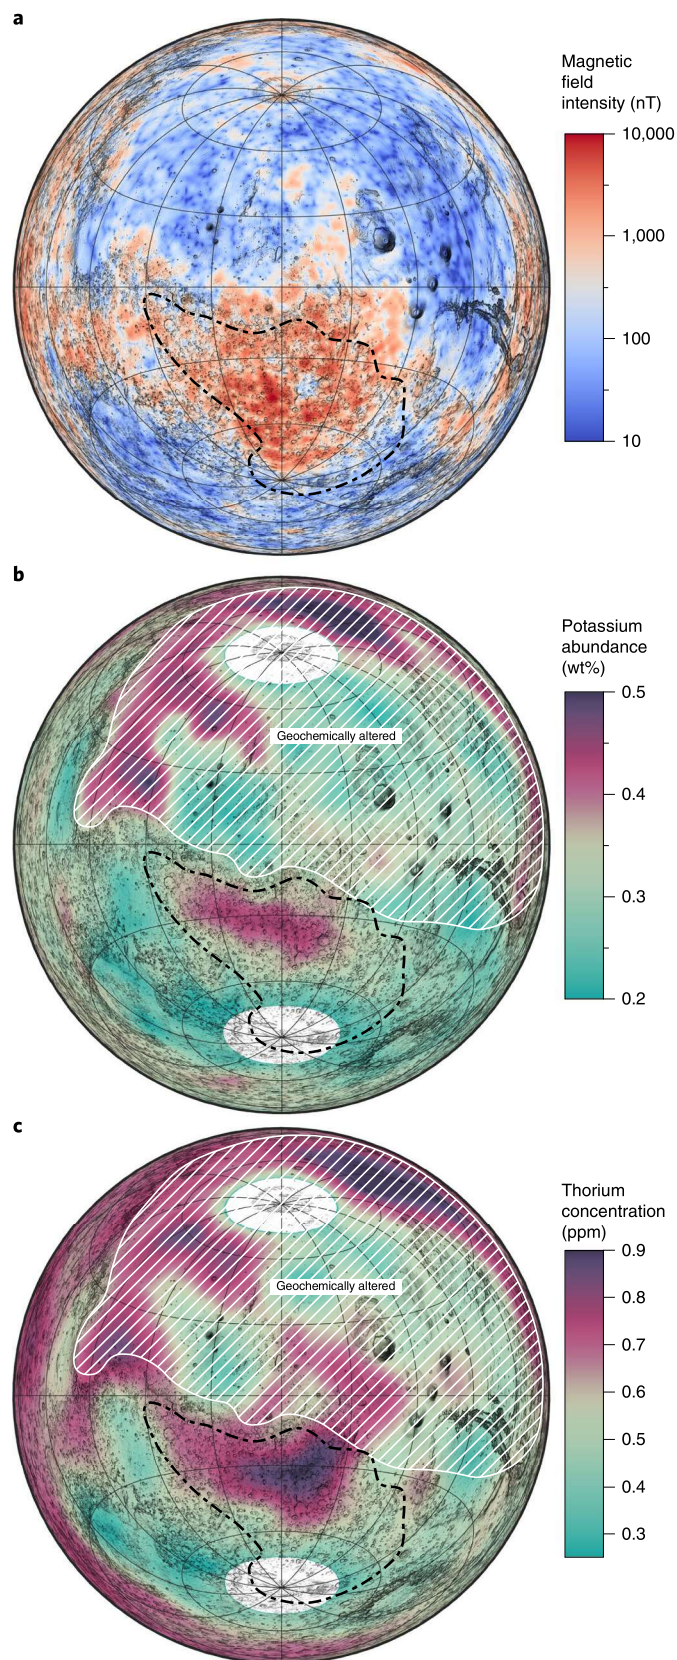 a
Magnetic
field
intensity (nT)
10,000
1,000
100
10
b
Potassium
abundance
(wt%)
0.5
0.4
0.3
0.2
Geochemically altered
c
Thorium
concentration
(ppm)
0.9
0.8
0.7
0.6
0.5
0.4
0.3
Geochemically altered